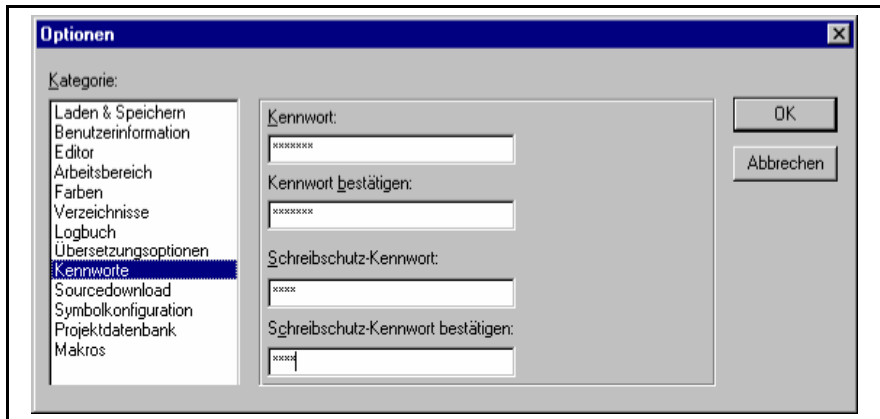 Optionen
Kategorie:
Laden & Speichern
Benutzerinformation
Editor
Arbeitsbereich
Farben
Verzeichnisse
Logbuch
Übersetzungsoptionen
Kennworte
Sourcedownload
Symbolkonfiguration
Projektdatenbank
Makros
Kennwort:
*******
Kennwort bestätigen:
*******
Schreibschutz-Kennwort:
****
Schreibschutz-Kennwort bestätigen:
****
OK
Abbrechen